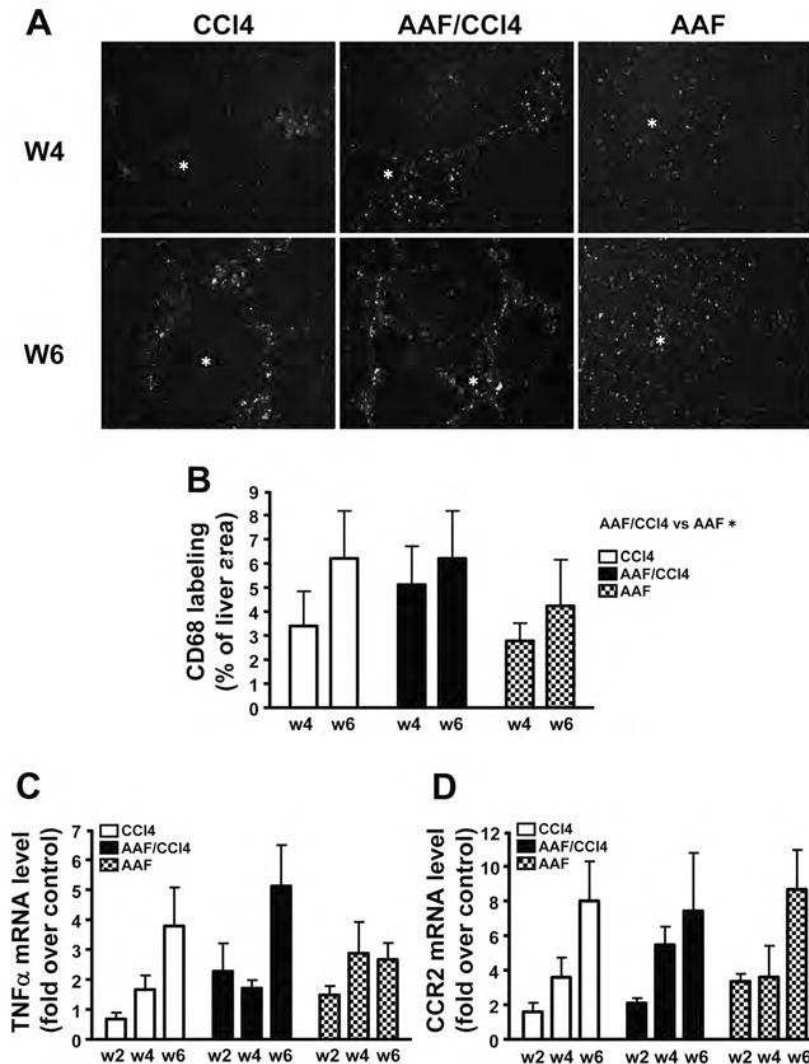 A
CCl4 AAF/CCl4 AAF
W4
*
*
*
W6
*
*
*
B
CD68 labeling
(% of liver area)
9
8
7
6
5
4
3
2
1
0
w4 w6 w4 w6 w4 w6
AAF/CCl4 vs AAF *
CCl4
AAF/CCl4
AAF
C
TNFα mRNA level
(fold over control)
7
6
5
4
3
2
1
0
CCl4
AAF/CCl4
AAF
w2 w4 w6 w2 w4 w6 w2 w4 w6
D
CCR2 mRNA level
(fold over control)
12
10
8
6
4
2
0
CCl4
AAF/CCl4
AAF
w2 w4 w6 w2 w4 w6 w2 w4 w6